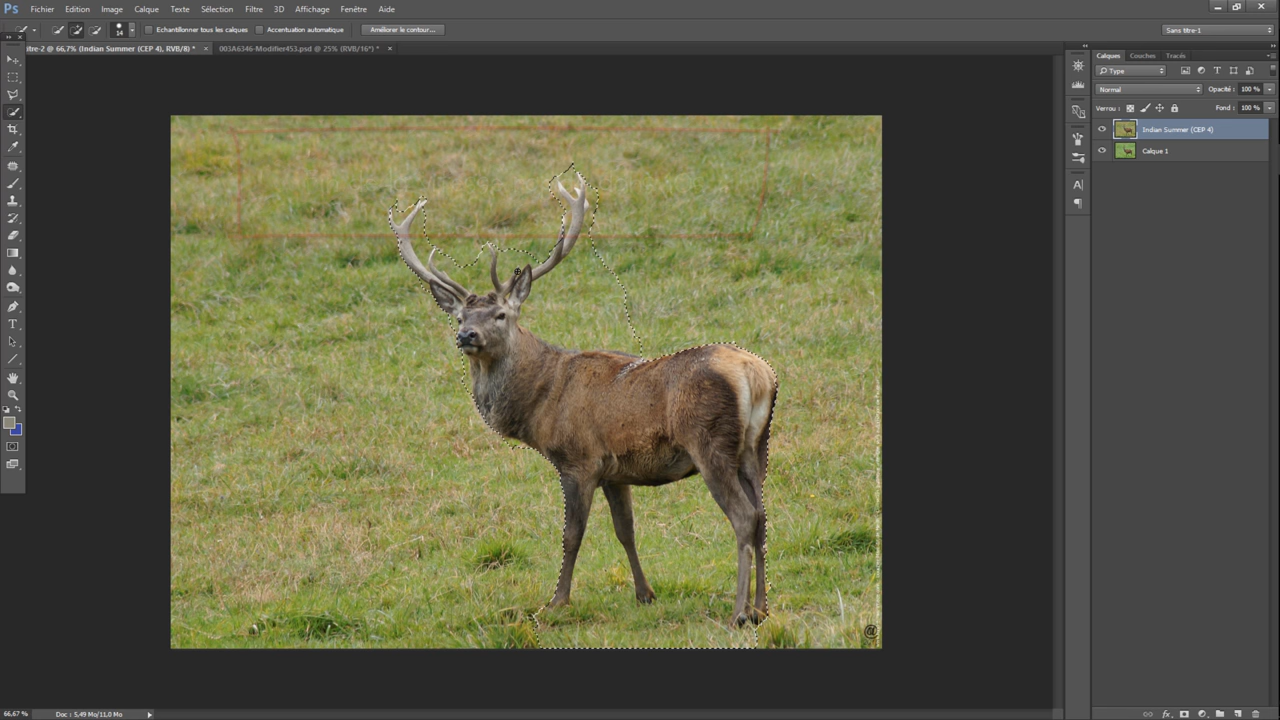 Ps Fichier Edition Image Calque Texte Sélection Filtre 3D Affichage Fenêtre Aide
14 Echantillonner tous les calques Accentuation automatique Améliorer le contour... Sans titre-1
itre-2 @ 66,7% (Indian Summer (CEP 4), RVB/8) * × 003A6346-Modifier453.psd @ 25% (RVB/16*) * ×
Calques Couches Tracés
Type T
Normal Opacité : 100 %
Verrou : Fond : 100 %
Indian Summer (CEP 4)
Calque 1
A
T
@
66,67 % Doc : 5,49 Mo/11,0 Mo
fx